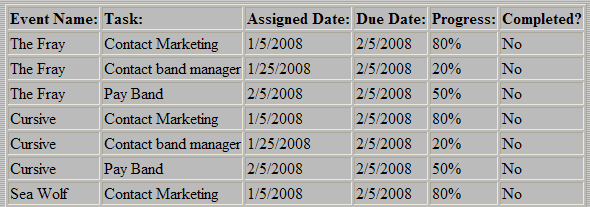 Event Name: Task: Assigned Date: Due Date: Progress: Completed?
The Fray Contact Marketing 1/5/2008 2/5/2008 80% No
The Fray Contact band manager 1/25/2008 2/5/2008 20% No
The Fray Pay Band 2/5/2008 2/5/2008 50% No
Cursive Contact Marketing 1/5/2008 2/5/2008 80% No
Cursive Contact band manager 1/25/2008 2/5/2008 20% No
Cursive Pay Band 2/5/2008 2/5/2008 50% No
Sea Wolf Contact Marketing 1/5/2008 2/5/2008 80% No